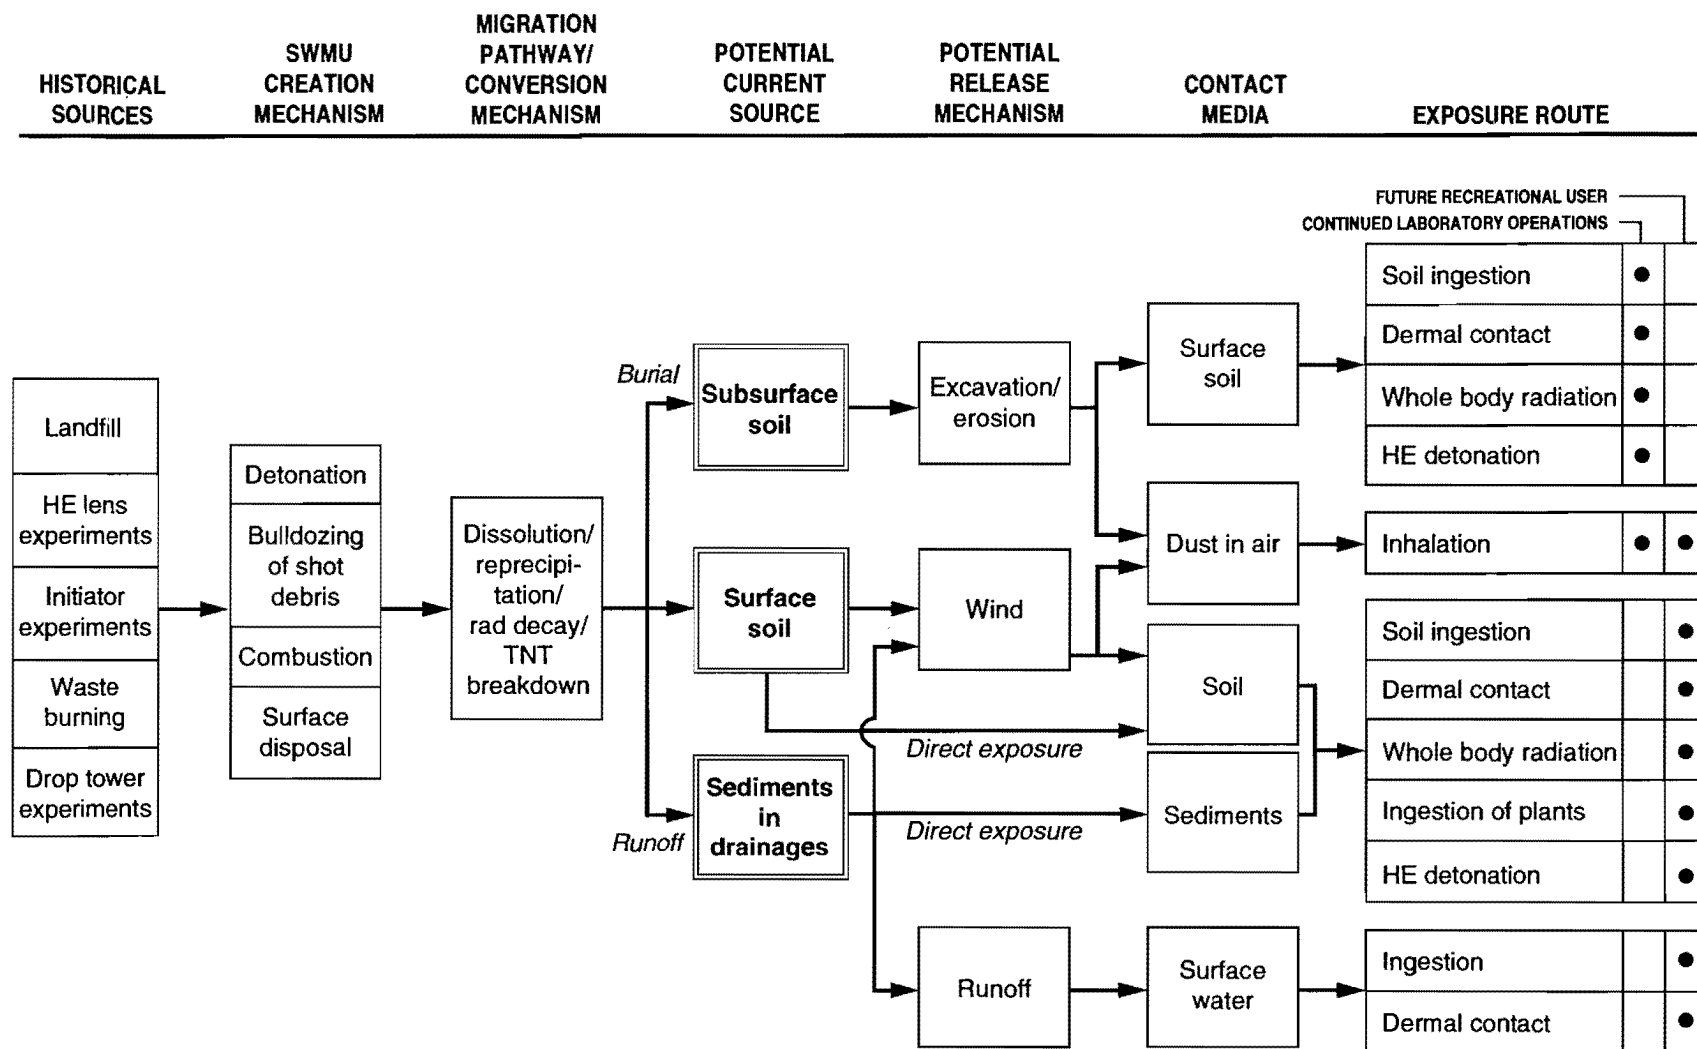 HISTORICAL
SOURCES
SWMU
CREATION
MECHANISM
MIGRATION
PATHWAY/
CONVERSION
MECHANISM
POTENTIAL
CURRENT
SOURCE
POTENTIAL
RELEASE
MECHANISM
CONTACT
MEDIA
EXPOSURE ROUTE
FUTURE RECREATIONAL USER
CONTINUED LABORATORY OPERATIONS
Landfill
HE lens
experiments
Initiator
experiments
Waste
burning
Drop tower
experiments
Detonation
Bulldozing
of shot
debris
Combustion
Surface
disposal
Dissolution/
reprecipi-
tation/
rad decay/
TNT
breakdown
Burial
Runoff
Subsurface
soil
Surface
soil
Sediments
in
drainages
Excavation/
erosion
Wind
Direct exposure
Direct exposure
Runoff
Surface
soil
Dust in air
Soil
Sediments
Surface
water
Soil ingestion
Dermal contact
Whole body radiation
HE detonation
Inhalation
Soil ingestion
Dermal contact
Whole body radiation
Ingestion of plants
HE detonation
Ingestion
Dermal contact